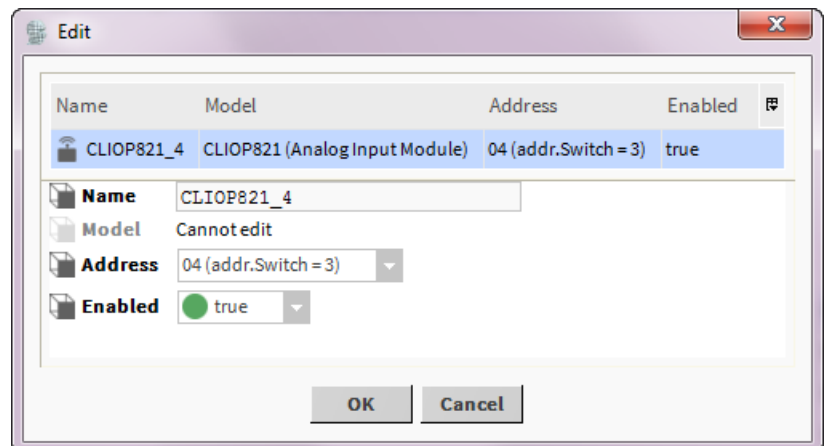 Edit
Name Model Address Enabled
CLIOP821_4 CLIOP821 (Analog Input Module) 04 (addr.Switch = 3) true
Name CLIOP821_4
Model Cannot edit
Address 04 (addr.Switch = 3)
Enabled true
OK Cancel